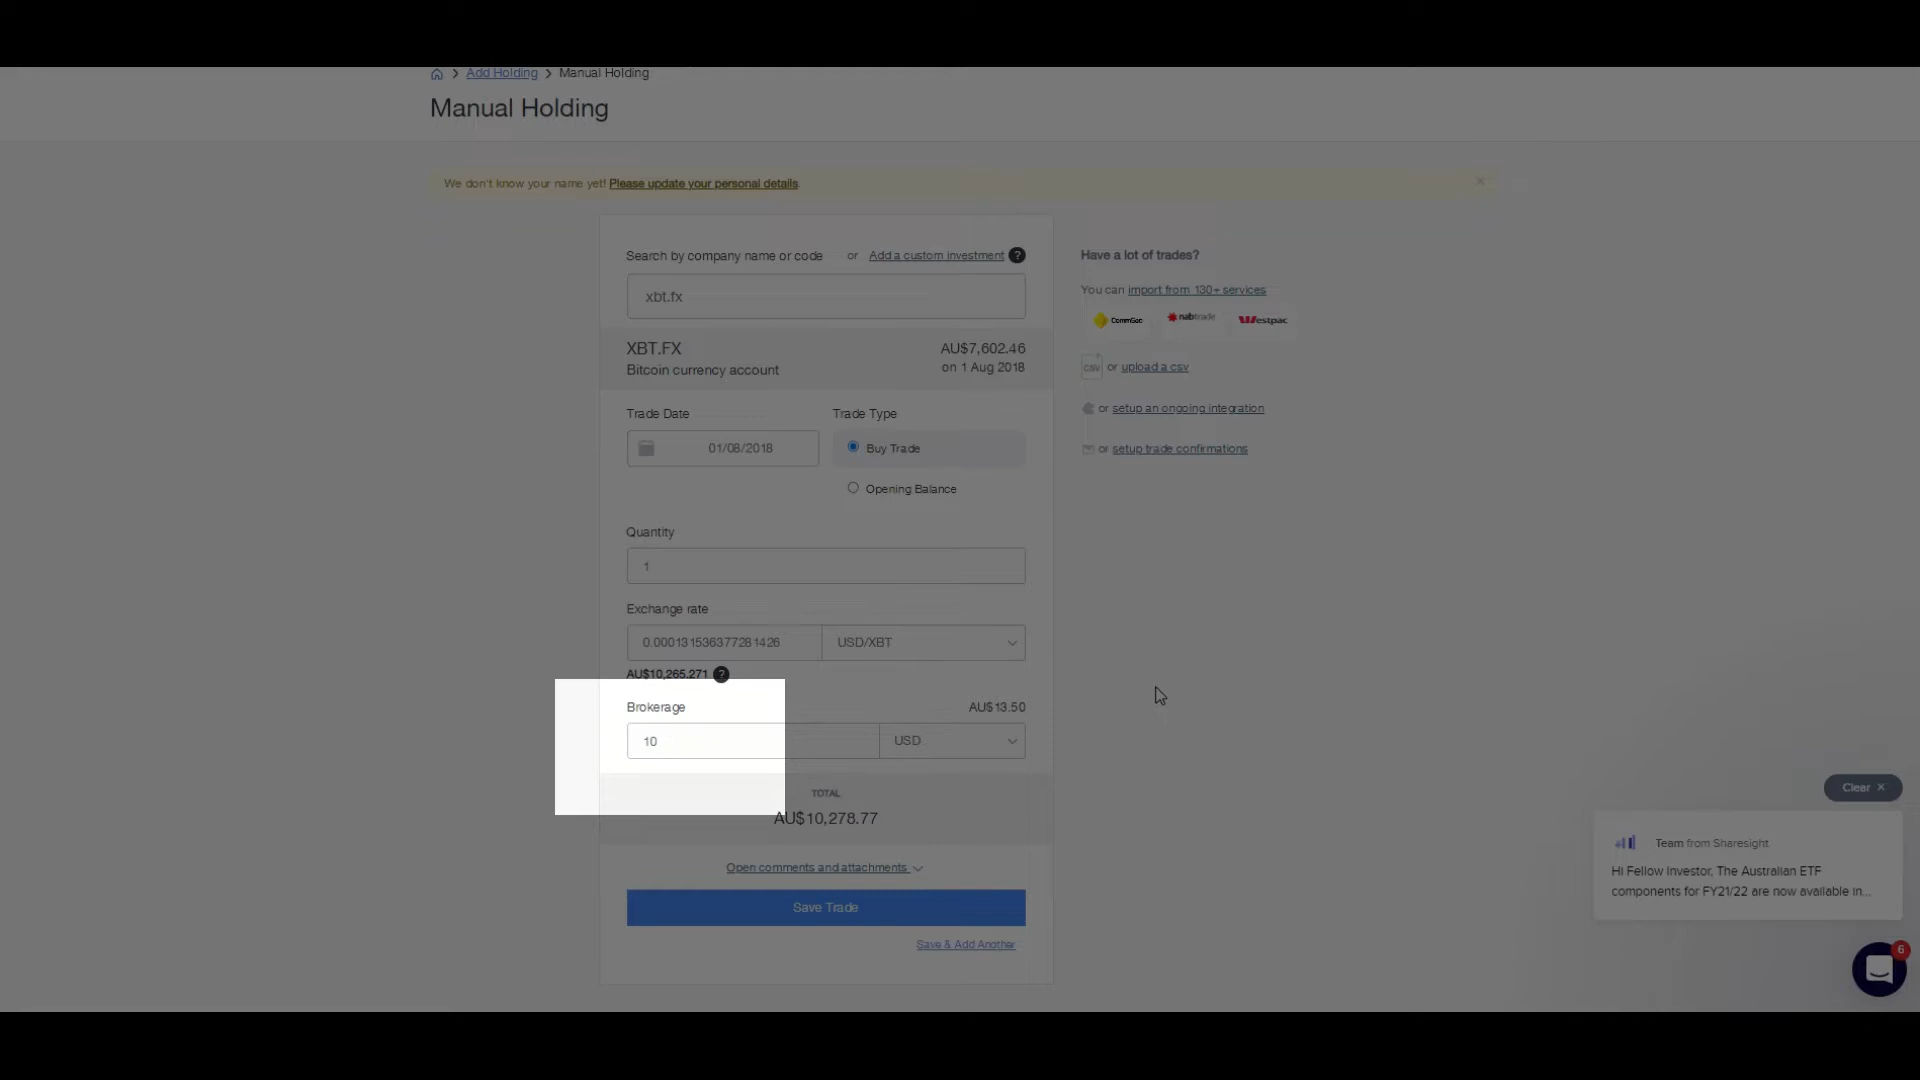 Add Holding > Manual Holding
Manual Holding
We don't know your name yet! Please update your personal details.
Search by company name or code or Add a custom investment ?
xbt.fx
XBT.FX AU$7,602.46
Bitcoin currency account on 1 Aug 2018
Trade Date Trade Type
01/08/2018 Buy Trade
Opening Balance
Quantity
1
Exchange rate
0.000131536377281426 USD/XBT
AU$10,265.271 ?
Brokerage AU$13.50
10 USD
TOTAL
AU$10,278.77
Open comments and attachments
Save Trade
Save & Add Another
Have a lot of trades?
You can import from 130+ services
CommSec nabtrade Westpac
CSV or upload a csv
or setup an ongoing integration
or setup trade confirmations
Clear ×
Team from Sharesight
Hi Fellow Investor, The Australian ETF
components for FY21/22 are now available in...
6